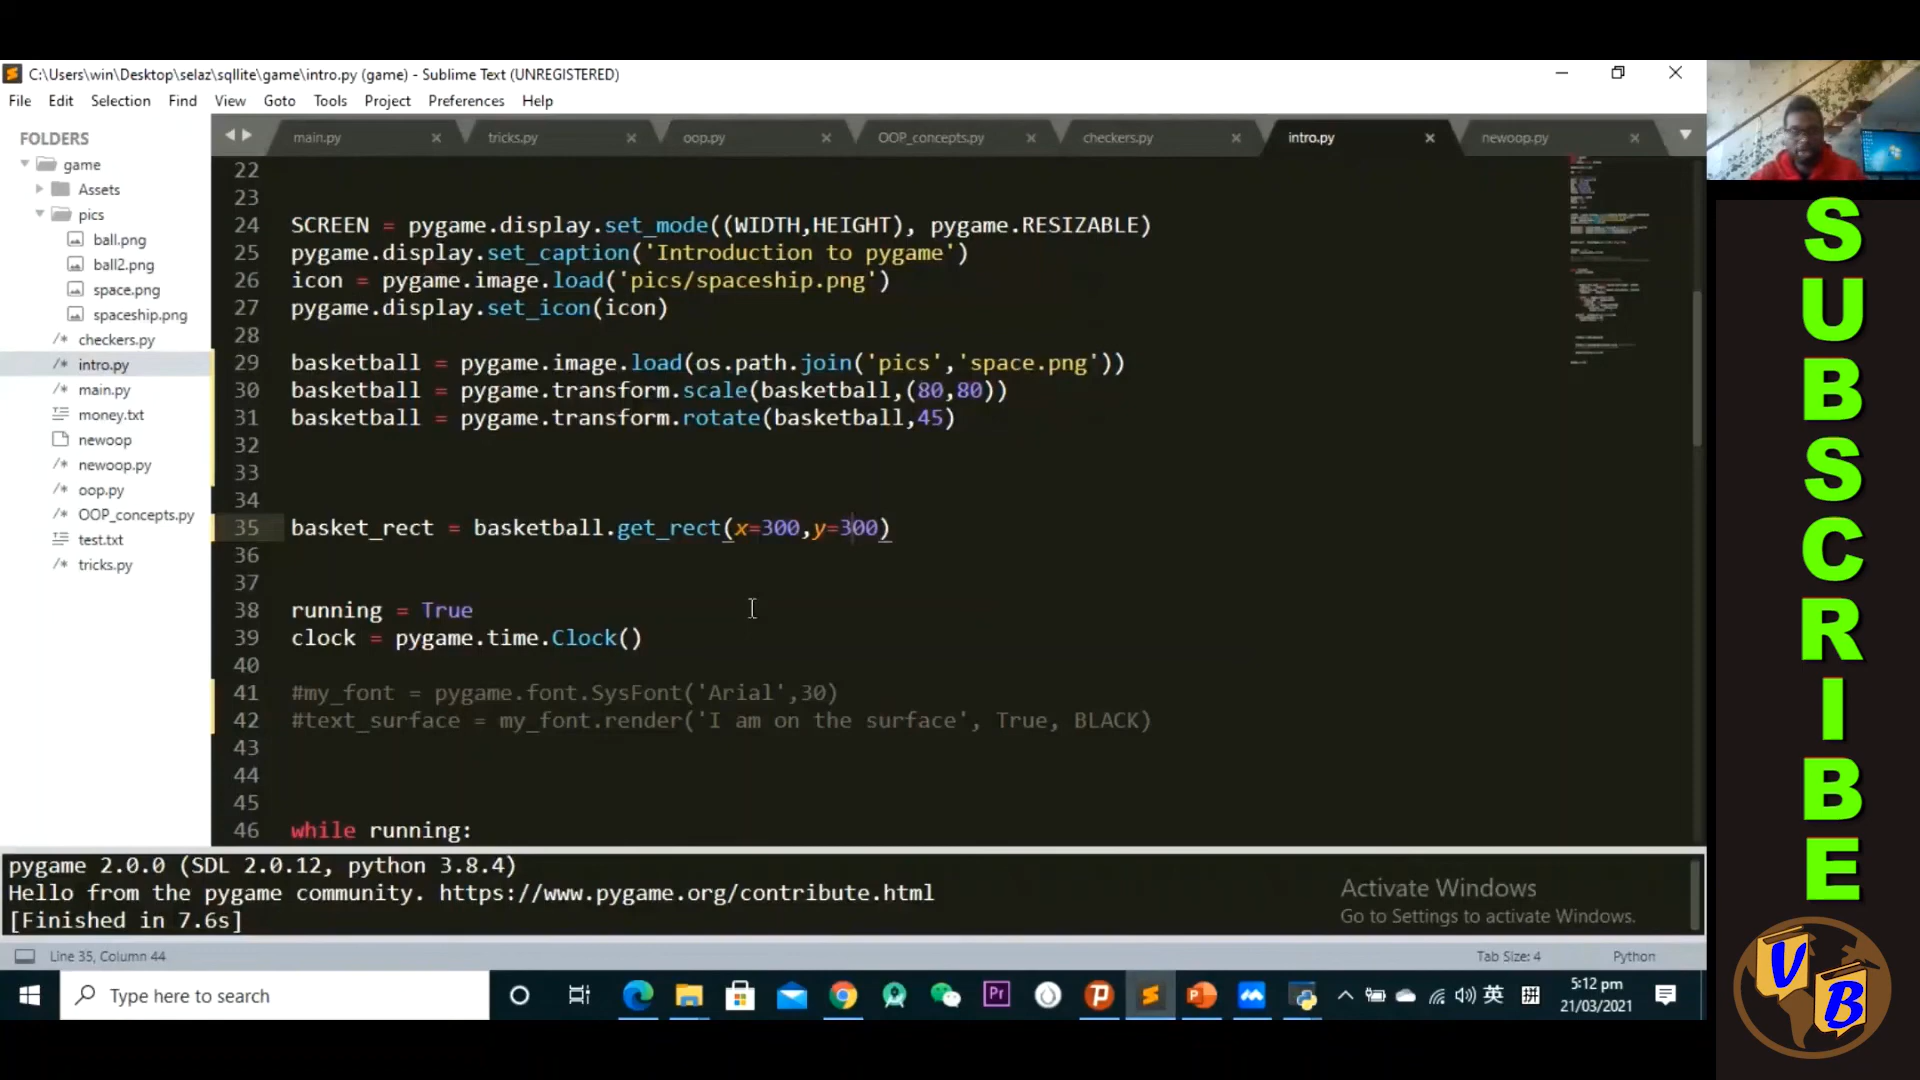 C:\Users\win\Desktop\selaz\sqllite\game\intro.py (game) - Sublime Text (UNREGISTERED)
File Edit Selection Find View Goto Tools Project Preferences Help
FOLDERS
game
Assets
pics
ball.png
ball2.png
space.png
spaceship.png
checkers.py
intro.py
main.py
money.txt
newoop
newoop.py
oop.py
OOP_concepts.py
test.txt
tricks.py
main.py tricks.py oop.py OOP_concepts.py checkers.py intro.py newoop.py
22
23
24 SCREEN = pygame.display.set_mode((WIDTH,HEIGHT), pygame.RESIZABLE)
25 pygame.display.set_caption('Introduction to pygame')
26 icon = pygame.image.load('pics/spaceship.png')
27 pygame.display.set_icon(icon)
28
29 basketball = pygame.image.load(os.path.join('pics','space.png'))
30 basketball = pygame.transform.scale(basketball,(80,80))
31 basketball = pygame.transform.rotate(basketball,45)
32
33
34
35 basket_rect = basketball.get_rect(x=300,y=300)
36
37
38 running = True
39 clock = pygame.time.Clock()
40
41 #my_font = pygame.font.SysFont('Arial',30)
42 #text_surface = my_font.render('I am on the surface', True, BLACK)
43
44
45
46 while running:
pygame 2.0.0 (SDL 2.0.12, python 3.8.4)
Hello from the pygame community. https://www.pygame.org/contribute.html
[Finished in 7.6s]
Activate Windows
Go to Settings to activate Windows.
Line 35, Column 44
Tab Size: 4
Python
Type here to search
Pr
英
拼
5:12 pm
21/03/2021
SUBSCRIBE
V
B